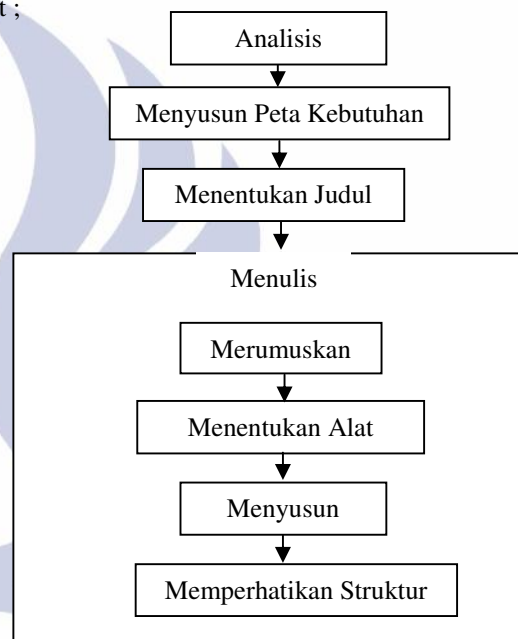 t ;
Analisis
Menyusun Peta Kebutuhan
Menentukan Judul
Menulis
Merumuskan
Menentukan Alat
Menyusun
Memperhatikan Struktur